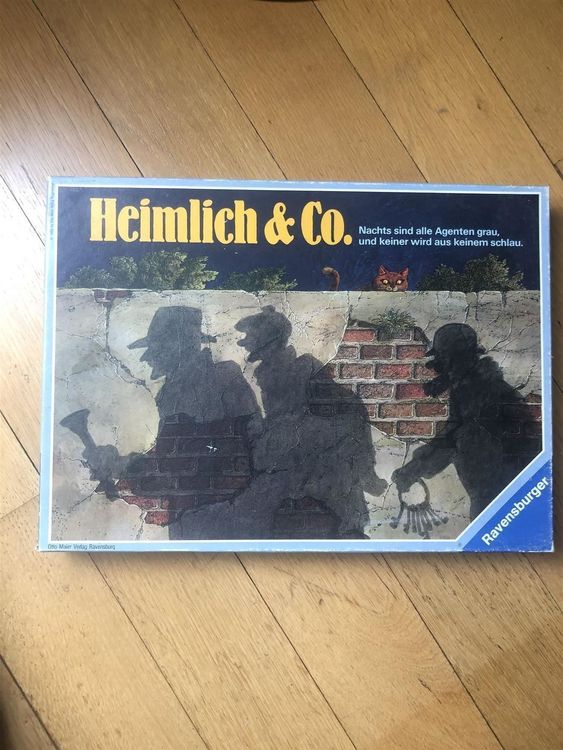 Heimlich & Co.
Nachts sind alle Agenten grau,
und keiner wird aus keinem schlau.
Ravensburger
Otto Maier Verlag Ravensburg